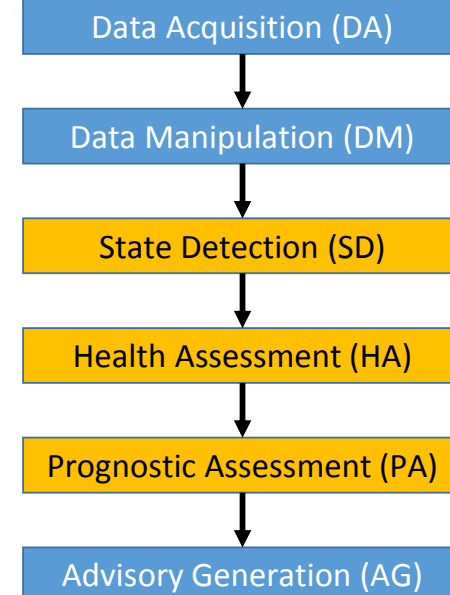 Data Acquisition (DA)
Data Manipulation (DM)
State Detection (SD)
Health Assessment (HA)
Prognostic Assessment (PA)
Advisory Generation (AG)